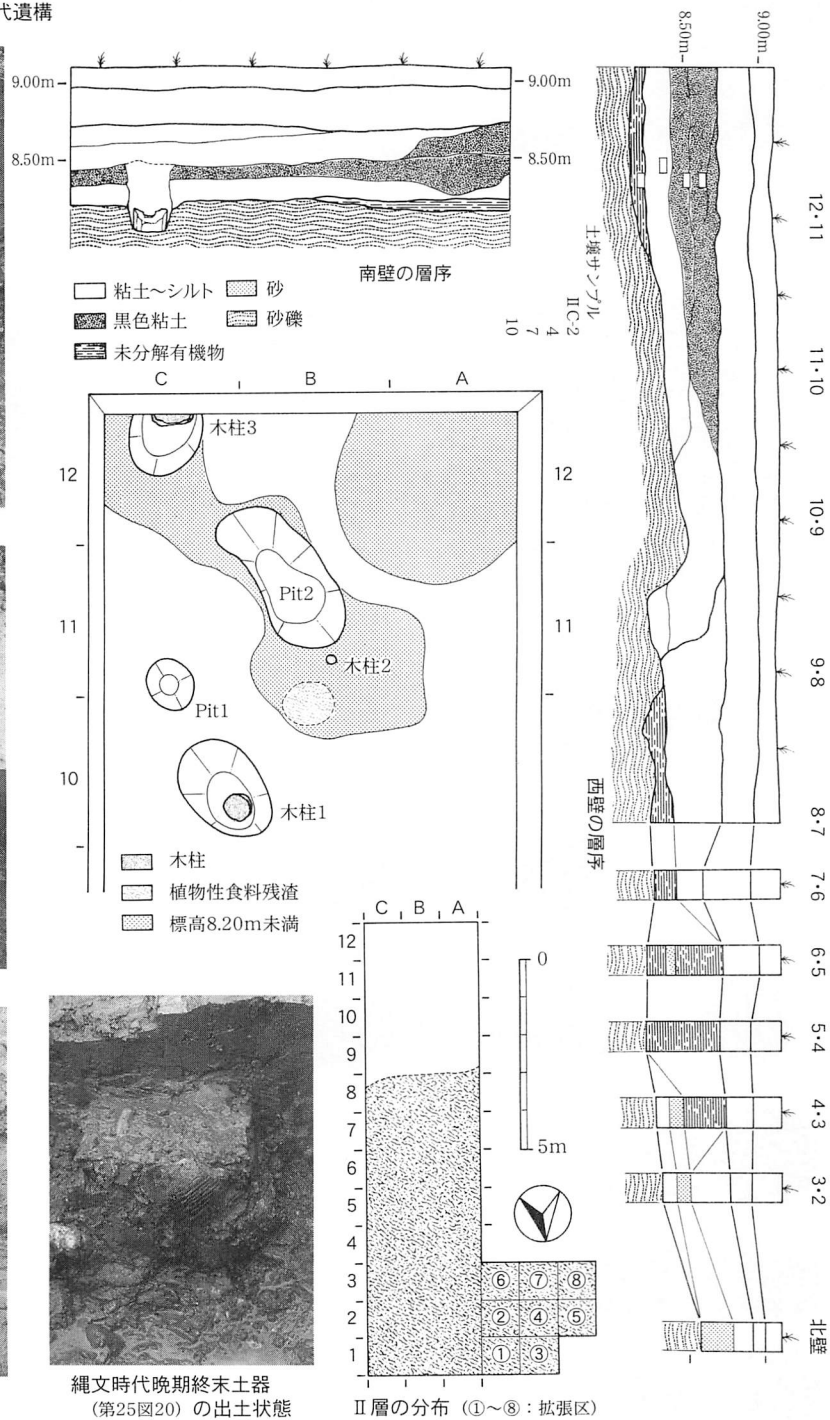 代遺構
9.00m
8.50m
9.00m
8.50m
南壁の層序
粘土～シルト
砂
黒色粘土
砂礫
未分解有機物
C
B
A
12
11
10
12
11
木柱3
Pit2
木柱2
Pit1
木柱1
木柱
植物性食料残渣
標高8.20m未満
縄文時代晩期終末土器
(第25図20) の出土状態
C B A
12
11
10
9
8
7
6
5
4
3
2
1
⑥ ⑦ ⑧
② ④ ⑤
① ③
0
5m
Ⅱ層の分布 (①～⑧：拡張区)
8.50m
9.00m
土壌サンプル
ⅡC-2
4
7
10
12・11
11・10
10・9
9・8
8・7
西壁の層序
7・6
6・5
5・4
4・3
3・2
北壁
8.50m
9.00m